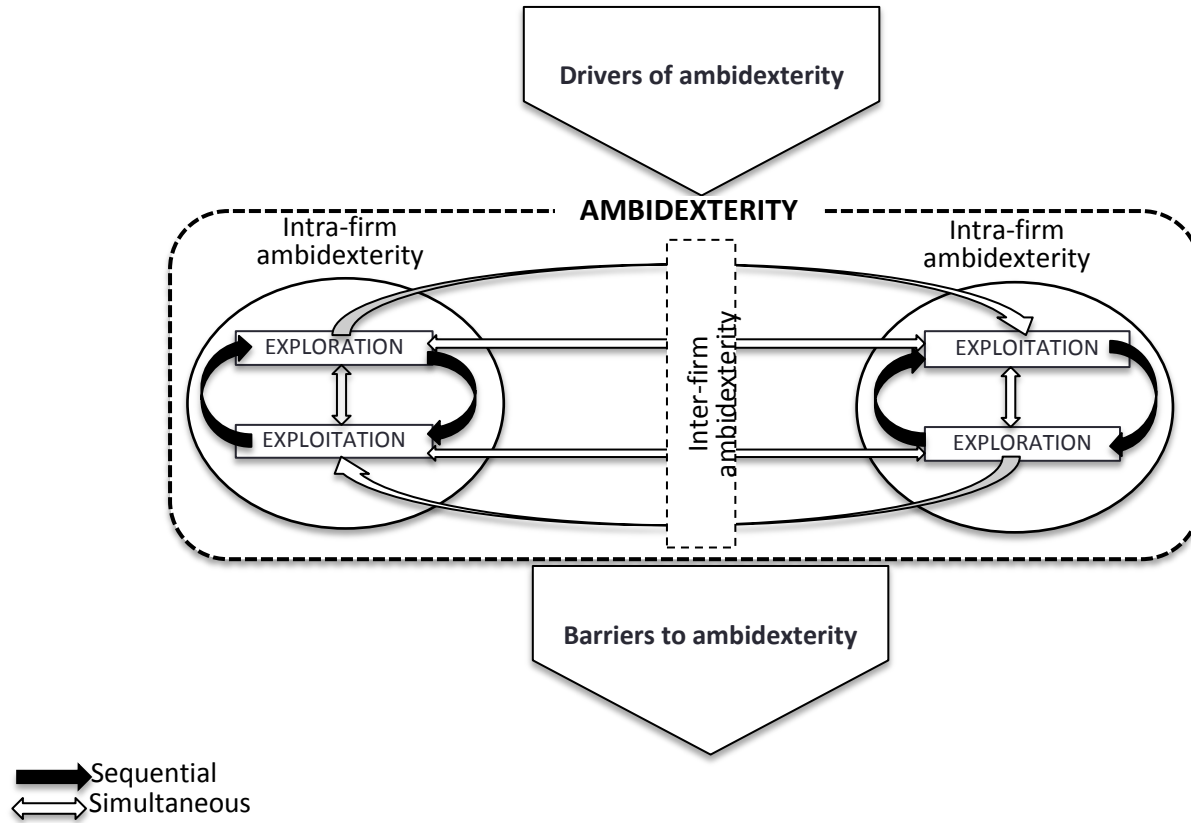 Drivers of ambidexterity
AMBIDEXTERITY
Intra-firm
ambidexterity
Intra-firm
ambidexterity
EXPLORATION
EXPLOITATION
Inter-firm
ambidexterity
EXPLOITATION
EXPLORATION
Barriers to ambidexterity
Sequential
Simultaneous